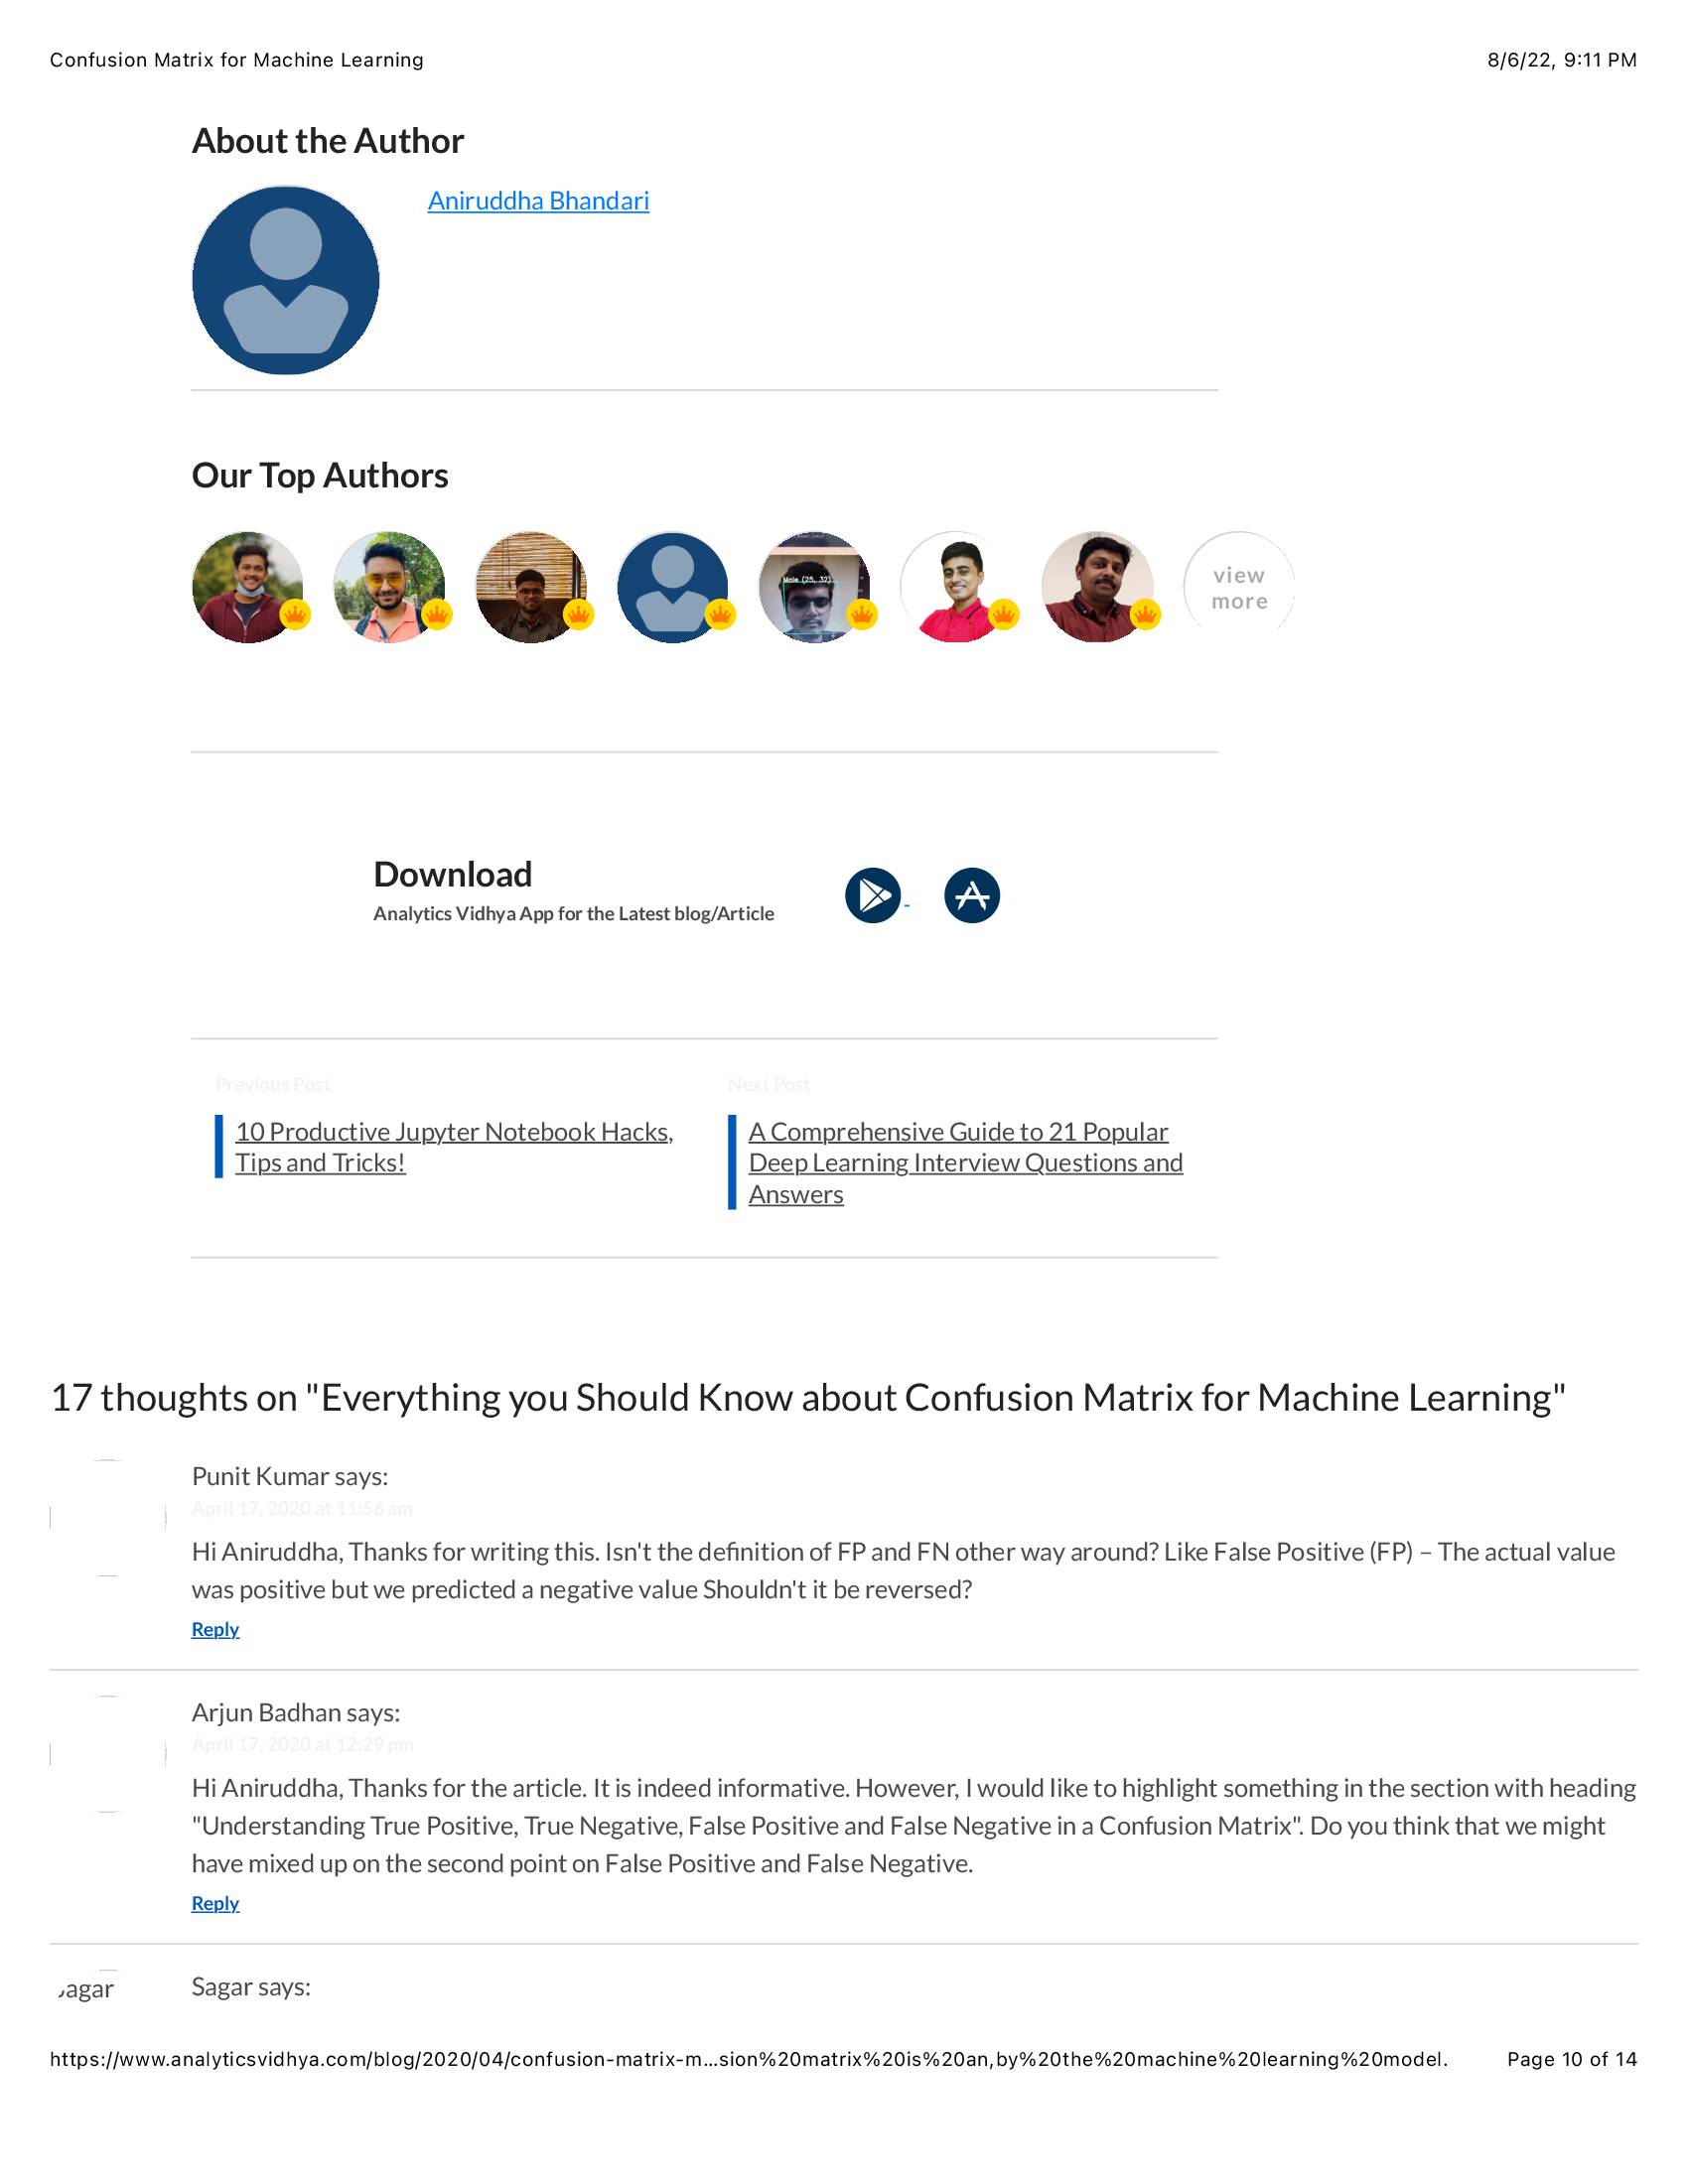 Confusion Matrix for Machine Learning
8/6/22, 9:11 PM
About the Author
Aniruddha Bhandari
Our Top Authors
Male (25, 32)
view
more
Download
Analytics Vidhya App for the Latest blog/Article
Previous Post
Next Post
10 Productive Jupyter Notebook Hacks,
Tips and Tricks!
A Comprehensive Guide to 21 Popular
Deep Learning Interview Questions and
Answers
17 thoughts on "Everything you Should Know about Confusion Matrix for Machine Learning"
Punit Kumar says:
April 17, 2020 at 11:56 am
Hi Aniruddha, Thanks for writing this. Isn't the definition of FP and FN other way around? Like False Positive (FP) – The actual value
was positive but we predicted a negative value Shouldn't it be reversed?
Reply
Arjun Badhan says:
April 17, 2020 at 12:29 pm
Hi Aniruddha, Thanks for the article. It is indeed informative. However, I would like to highlight something in the section with heading
"Understanding True Positive, True Negative, False Positive and False Negative in a Confusion Matrix". Do you think that we might
have mixed up on the second point on False Positive and False Negative.
Reply
agar
Sagar says:
https://www.analyticsvidhya.com/blog/2020/04/confusion-matrix-m…sion%20matrix%20is%20an,by%20the%20machine%20learning%20model.
Page 10 of 14